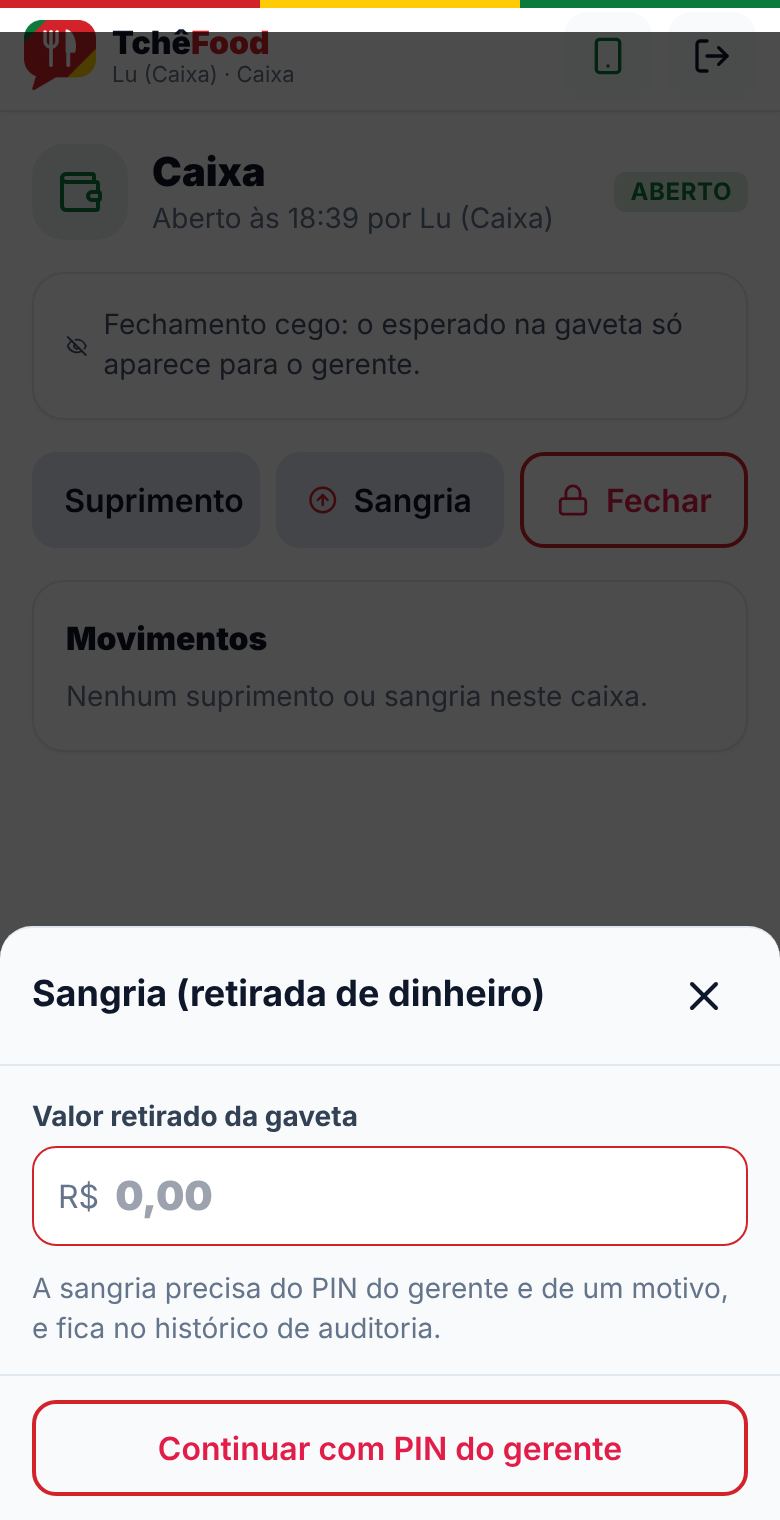 TchêFood
Lu (Caixa) · Caixa
Caixa
Aberto às 18:39 por Lu (Caixa)
ABERTO
Fechamento cego: o esperado na gaveta só
aparece para o gerente.
Suprimento
Sangria
Fechar
Movimentos
Nenhum suprimento ou sangria neste caixa.
Sangria (retirada de dinheiro)
Valor retirado da gaveta
R$ 0,00
A sangria precisa do PIN do gerente e de um motivo,
e fica no histórico de auditoria.
Continuar com PIN do gerente